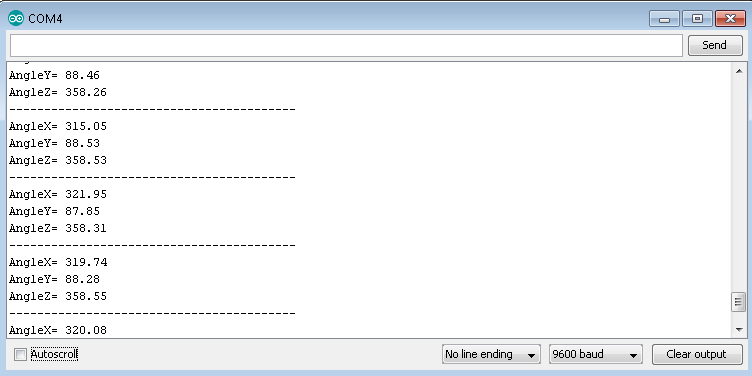 COM4
Send
AngleY= 88.46
AngleZ= 358.26
-----------------------------------------
AngleX= 315.05
AngleY= 88.53
AngleZ= 358.53
-----------------------------------------
AngleX= 321.95
AngleY= 87.85
AngleZ= 358.31
-----------------------------------------
AngleX= 319.74
AngleY= 88.28
AngleZ= 358.55
-----------------------------------------
AngleX= 320.08
Autoscroll
No line ending
9600 baud
Clear output